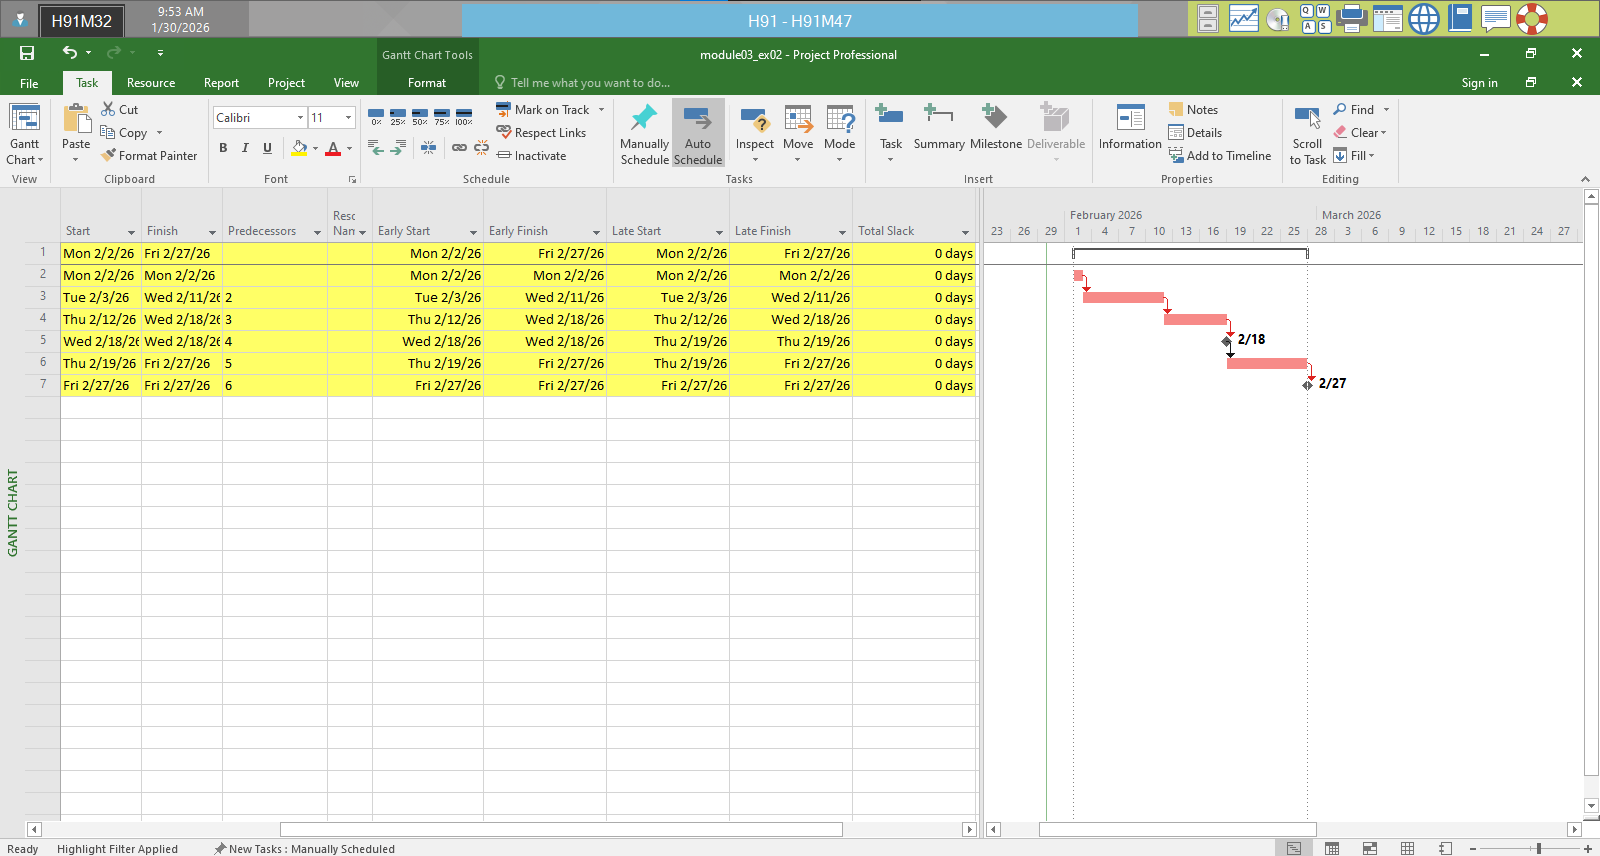 H91M32
9:53 AM
1/30/2026
H91 - H91M47
Q W
A S
Gantt Chart Tools
module03_ex02 - Project Professional
File Task Resource Report Project View Format Tell me what you want to do... Sign in
Gantt Chart
View
Paste
Cut
Copy
Format Painter
Clipboard
Calibri 11
B I U A
Font
0% 25% 50% 75% 100%
Mark on Track
Respect Links
Inactivate
Schedule
Manually Schedule
Auto Schedule
Inspect
Move
Mode
Tasks
Task
Summary
Milestone
Deliverable
Insert
Information
Notes
Details
Add to Timeline
Properties
Scroll to Task
Find
Clear
Fill
Editing
Start Finish Predecessors Resc Nam Early Start Early Finish Late Start Late Finish Total Slack
1 Mon 2/2/26 Fri 2/27/26 Mon 2/2/26 Fri 2/27/26 Mon 2/2/26 Fri 2/27/26 0 days
2 Mon 2/2/26 Mon 2/2/26 Mon 2/2/26 Mon 2/2/26 Mon 2/2/26 Mon 2/2/26 0 days
3 Tue 2/3/26 Wed 2/11/26 2 Tue 2/3/26 Wed 2/11/26 Tue 2/3/26 Wed 2/11/26 0 days
4 Thu 2/12/26 Wed 2/18/26 3 Thu 2/12/26 Wed 2/18/26 Thu 2/12/26 Wed 2/18/26 0 days
5 Wed 2/18/26 Wed 2/18/26 4 Wed 2/18/26 Wed 2/18/26 Thu 2/19/26 Thu 2/19/26 0 days
6 Thu 2/19/26 Fri 2/27/26 5 Thu 2/19/26 Fri 2/27/26 Thu 2/19/26 Fri 2/27/26 0 days
7 Fri 2/27/26 Fri 2/27/26 6 Fri 2/27/26 Fri 2/27/26 Fri 2/27/26 Fri 2/27/26 0 days
February 2026 March 2026
23 26 29 1 4 7 10 13 16 19 22 25 28 3 6 9 12 15 18 21 24 27
2/18
2/27
GANTT CHART
Ready Highlight Filter Applied New Tasks : Manually Scheduled